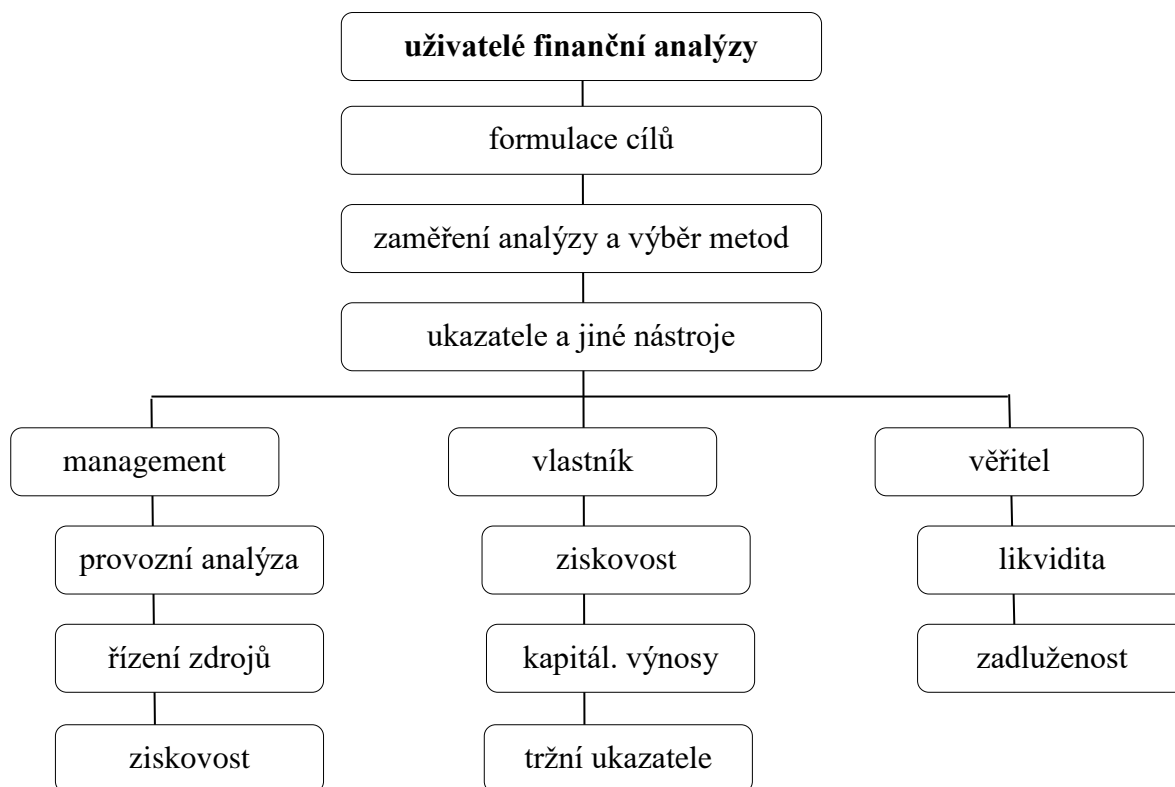 uživatelé finanční analýzy
formulace cílů
zaměření analýzy a výběr metod
ukazatele a jiné nástroje
management
vlastník
věřitel
provozní analýza
ziskovost
likvidita
řízení zdrojů
kapitál. výnosy
zadluženost
ziskovost
tržní ukazatele